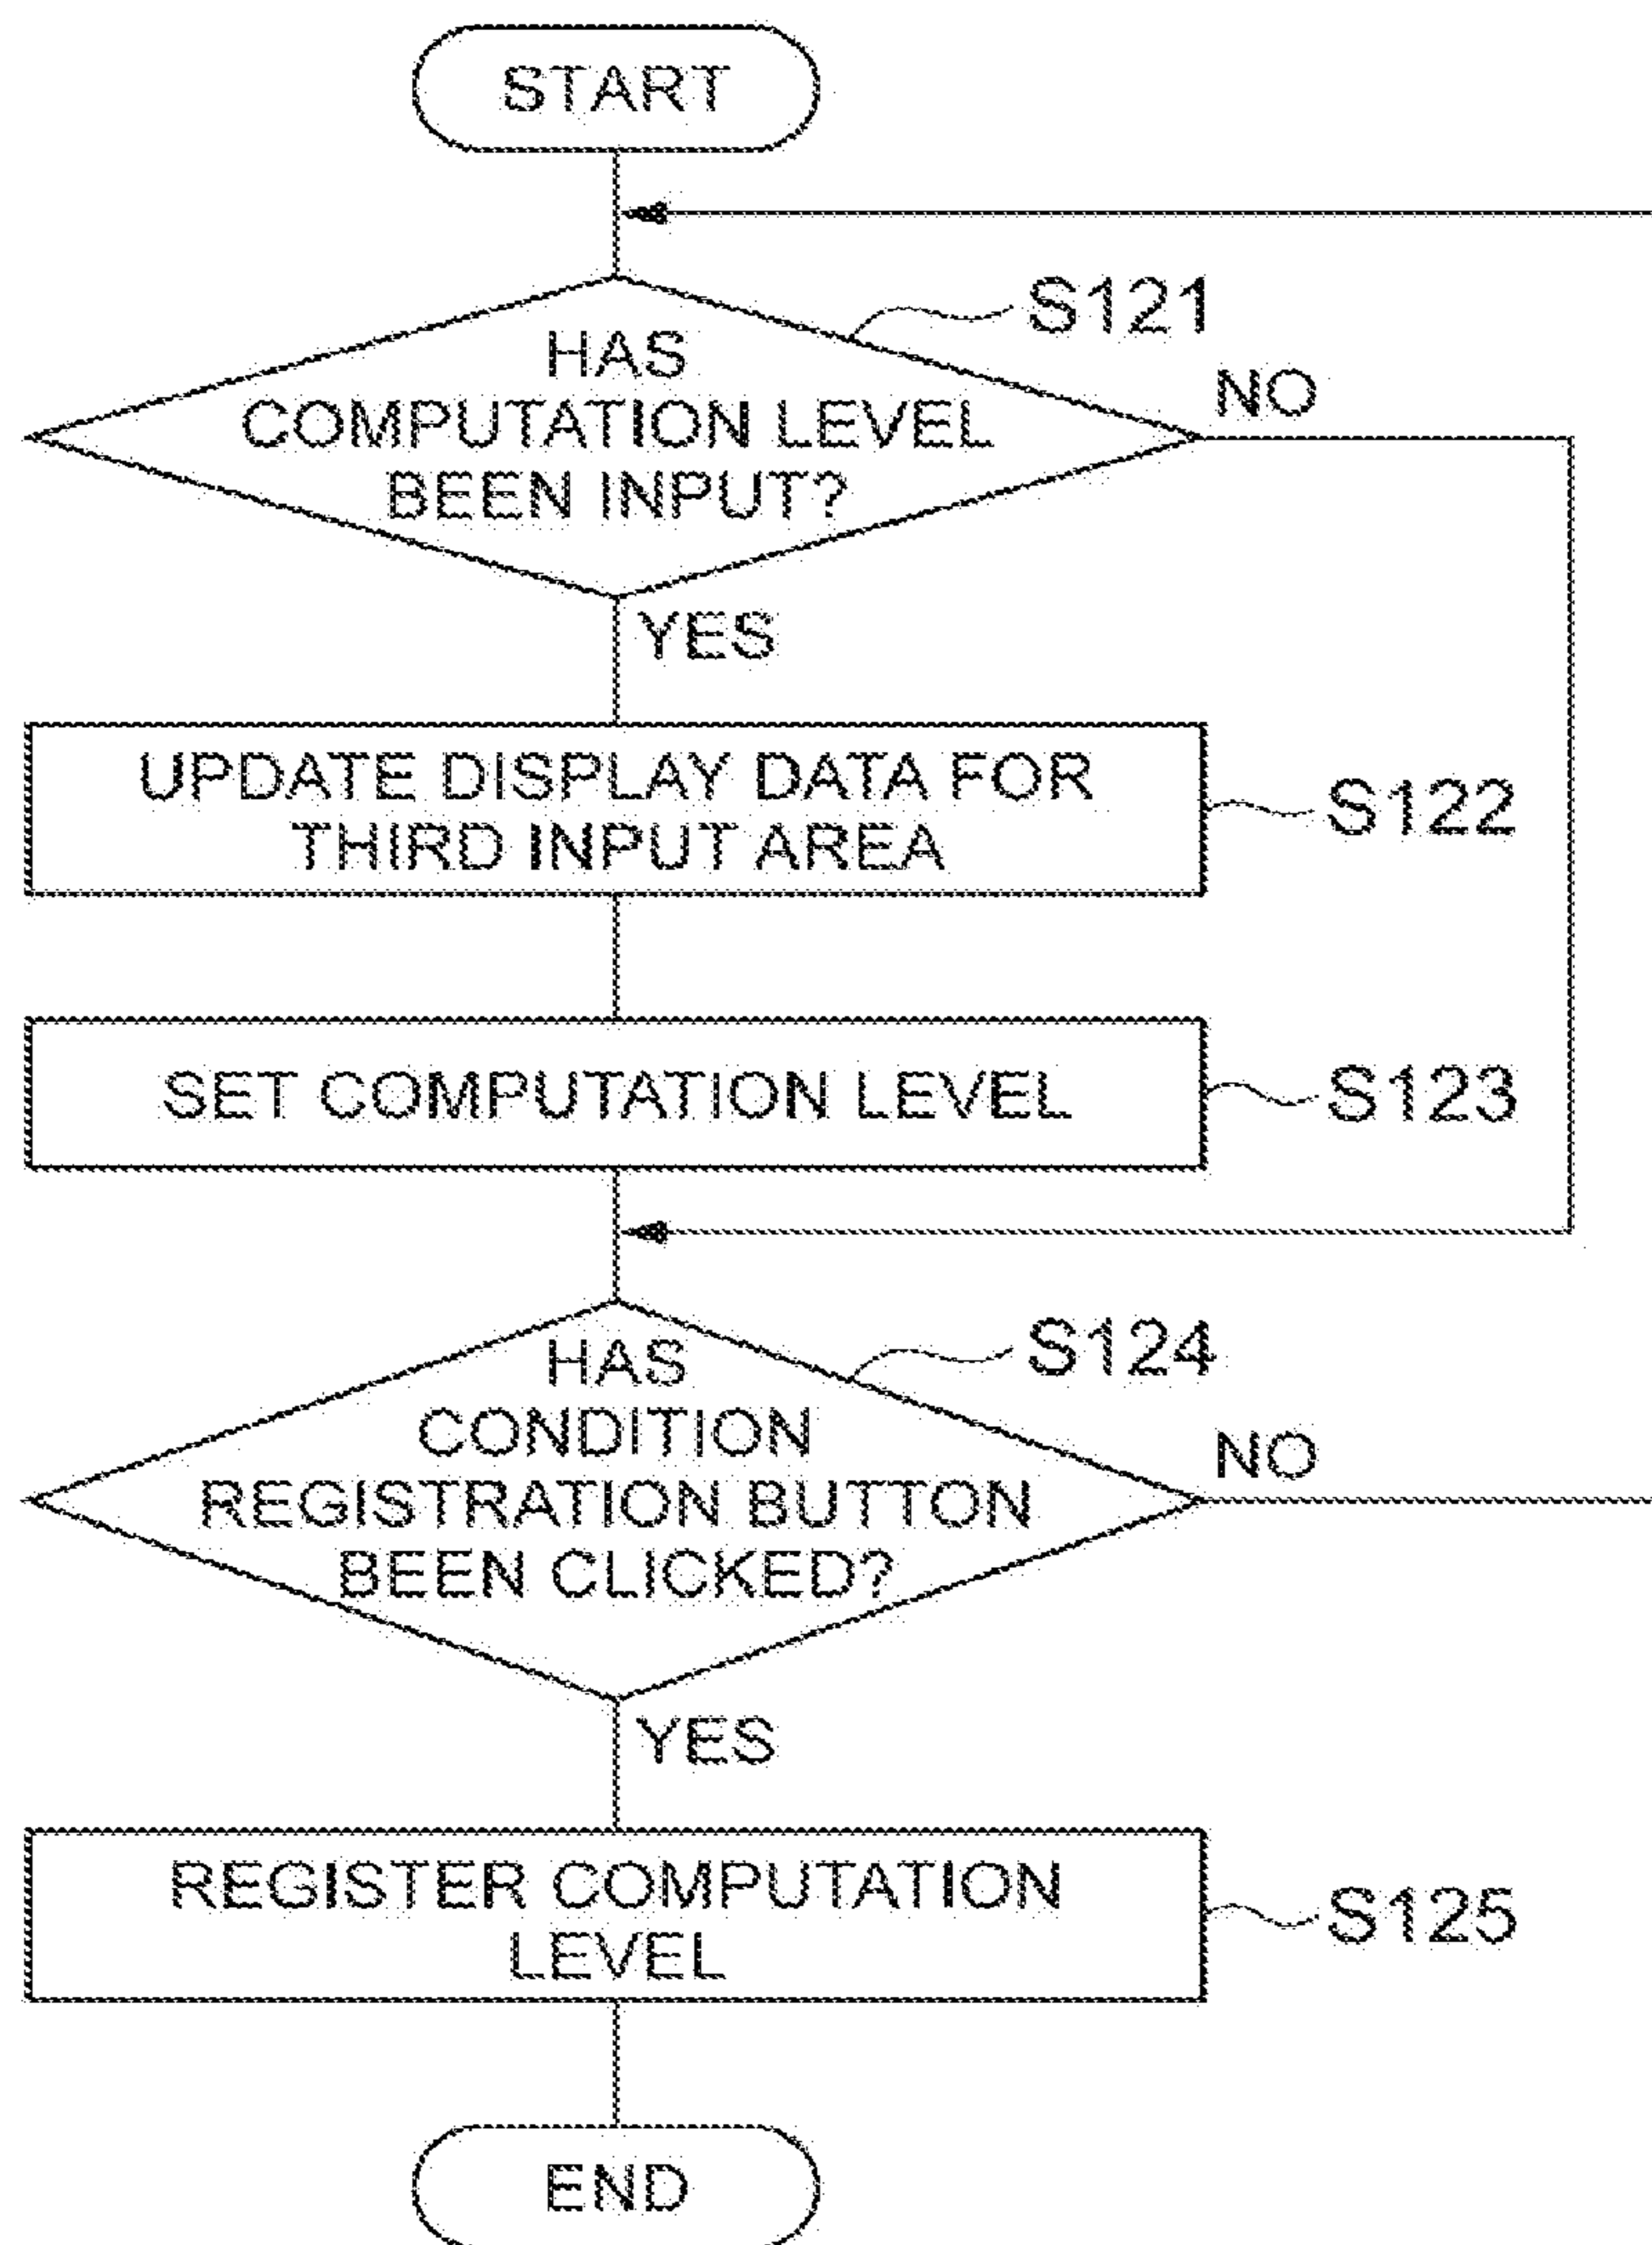 START
S121
HAS
COMPUTATION LEVEL
BEEN INPUT?
NO
YES
UPDATE DISPLAY DATA FOR
THIRD INPUT AREA
S122
SET COMPUTATION LEVEL
S123
S124
HAS
CONDITION
REGISTRATION BUTTON
BEEN CLICKED?
NO
YES
REGISTER COMPUTATION
LEVEL
S125
END